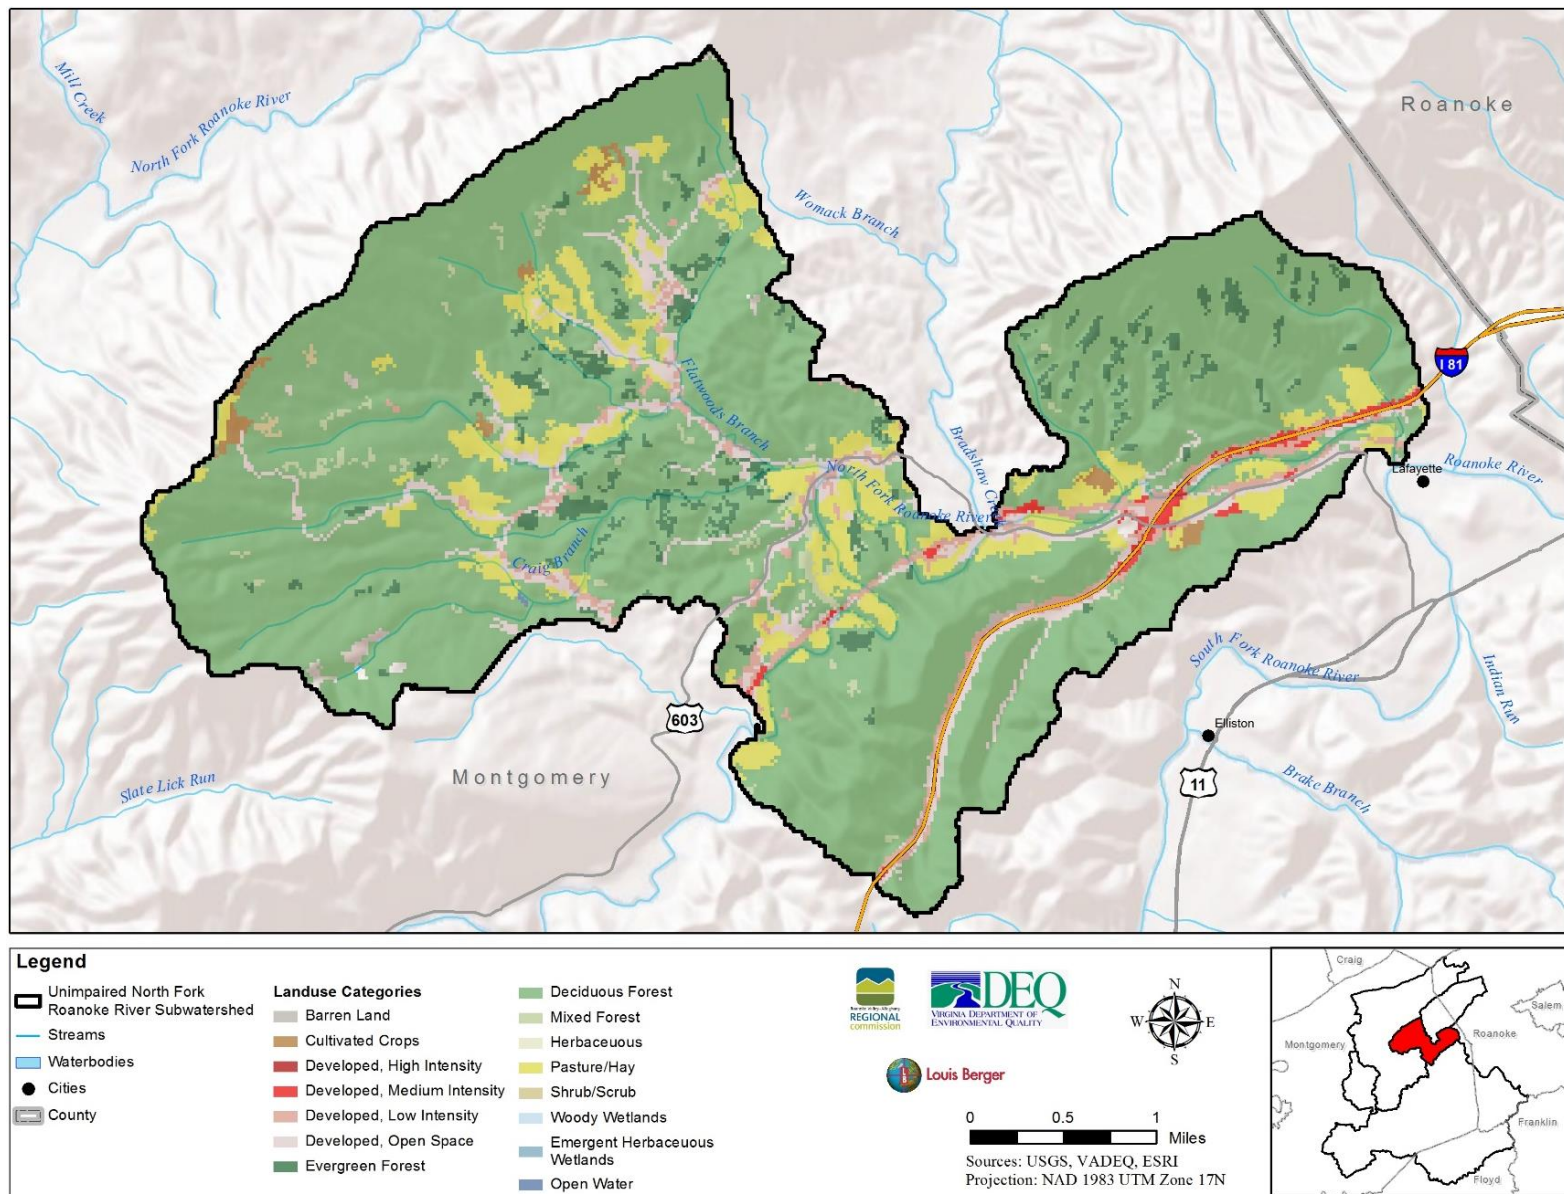 Roanoke
Mill Creek
North Fork Roanoke River
Womack Branch
I 81
Flatwoods Branch
Bradshaw Creek
North Fork Roanoke River
Lafayette
Roanoke River
Craig Branch
South Fork Roanoke River
Indian Run
603
Elliston
Montgomery
11
Brake Branch
Slate Lick Run
Legend
Unimpaired North Fork
Roanoke River Subwatershed
Streams
Waterbodies
Cities
County
Landuse Categories
Barren Land
Cultivated Crops
Developed, High Intensity
Developed, Medium Intensity
Developed, Low Intensity
Developed, Open Space
Evergreen Forest
Deciduous Forest
Mixed Forest
Herbaceuous
Pasture/Hay
Shrub/Scrub
Woody Wetlands
Emergent Herbaceuous
Wetlands
Open Water
REGIONAL
commission
DEQ
VIRGINIA DEPARTMENT OF
ENVIRONMENTAL QUALITY
Louis Berger
N
W E
S
0 0.5 1
Miles
Sources: USGS, VADEQ, ESRI
Projection: NAD 1983 UTM Zone 17N
Craig
Salem
Roanoke
Montgomery
Franklin
Floyd